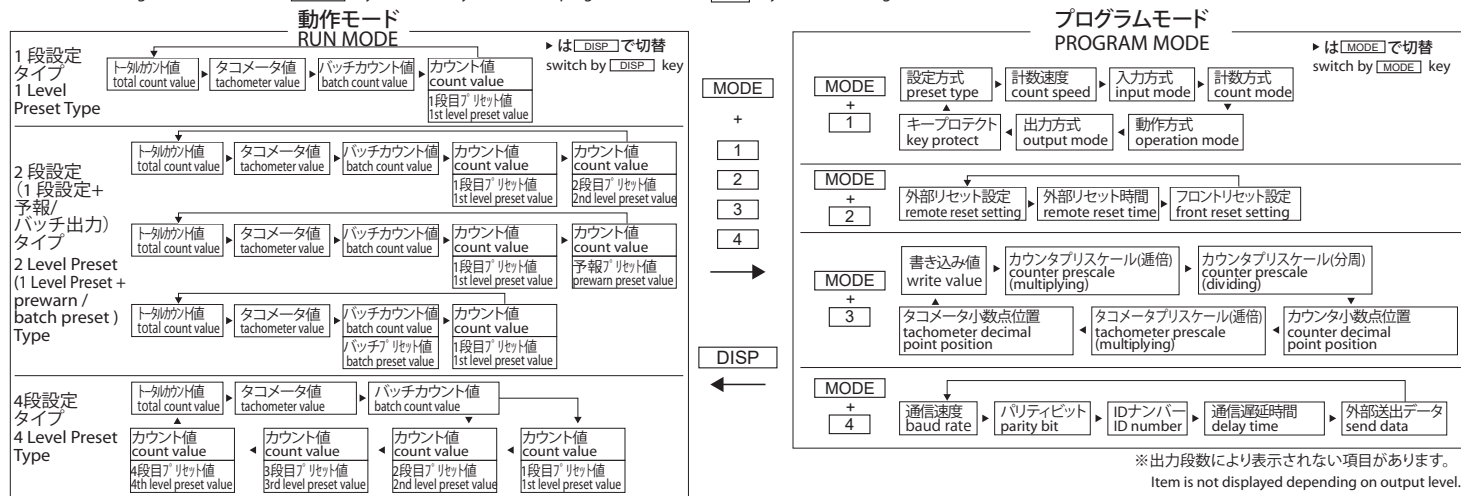 動作モード
RUN MODE
1 段設定
タイプ
1 Level
Preset Type
▶ は DISP で切替
switch by DISP key
トータルカウント値
total count value
タコメータ値
tachometer value
バッチカウント値
batch count value
カウント値
count value
1段目プリセット値
1st level preset value
2 段設定
(1 段設定+
予報/
バッチ出力)
タイプ
2 Level Preset
(1 Level Preset +
prewarn /
batch preset )
Type
トータルカウント値
total count value
タコメータ値
tachometer value
バッチカウント値
batch count value
カウント値
count value
1段目プリセット値
1st level preset value
カウント値
count value
2段目プリセット値
2nd level preset value
トータルカウント値
total count value
タコメータ値
tachometer value
バッチカウント値
batch count value
カウント値
count value
1段目プリセット値
1st level preset value
カウント値
count value
予報プリセット値
prewarn preset value
トータルカウント値
total count value
タコメータ値
tachometer value
バッチカウント値
batch count value
バッチプリセット値
batch preset value
カウント値
count value
1段目プリセット値
1st level preset value
4段設定
タイプ
4 Level Preset
Type
トータルカウント値
total count value
タコメータ値
tachometer value
バッチカウント値
batch count value
カウント値
count value
4段目プリセット値
4th level preset value
カウント値
count value
3段目プリセット値
3rd level preset value
カウント値
count value
2段目プリセット値
2nd level preset value
カウント値
count value
1段目プリセット値
1st level preset value
MODE
+
1
2
3
4
DISP
プログラムモード
PROGRAM MODE
▶ は MODE で切替
switch by MODE key
MODE
+
1
設定方式
preset type
計数速度
count speed
入力方式
input mode
計数方式
count mode
キープロテクト
key protect
出力方式
output mode
動作方式
operation mode
MODE
+
2
外部リセット設定
remote reset setting
外部リセット時間
remote reset time
フロントリセット設定
front reset setting
MODE
+
3
書き込み値
write value
カウンタプリスケール(逓倍)
counter prescale
(multiplying)
カウンタプリスケール(分周)
counter prescale
(dividing)
タコメータ小数点位置
tachometer decimal
point position
タコメータプリスケール(逓倍)
tachometer prescale
(multiplying)
カウンタ小数点位置
counter decimal
point position
MODE
+
4
通信速度
baud rate
パリティビット
parity bit
IDナンバー
ID number
通信遅延時間
delay time
外部送出データ
send data
※出力段数により表示されない項目があります。
Item is not displayed depending on output level.